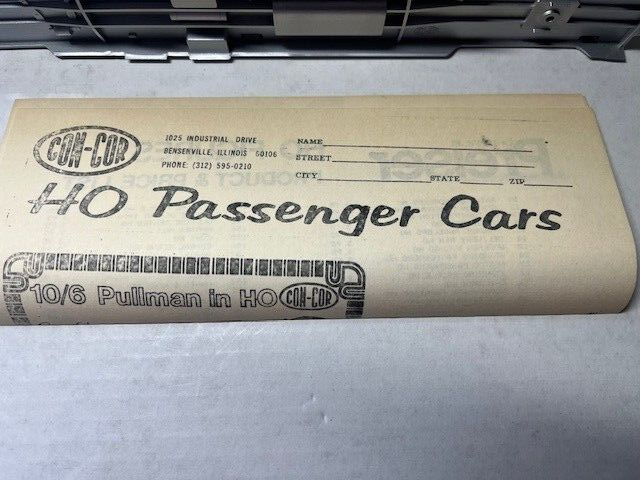 CON-COR
1025 INDUSTRIAL DRIVE
BENSENVILLE, ILLINOIS 60106
PHONE: (312) 595-0210
NAME
STREET
CITY STATE ZIP
HO Passenger Cars
10/6 Pullman in HO CON-COR